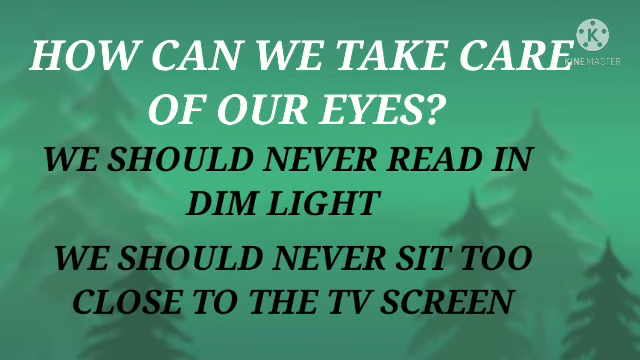 HOW CAN WE TAKE CARE
OF OUR EYES?
WE SHOULD NEVER READ IN
DIM LIGHT
WE SHOULD NEVER SIT TOO
CLOSE TO THE TV SCREEN
K
KINEMASTER